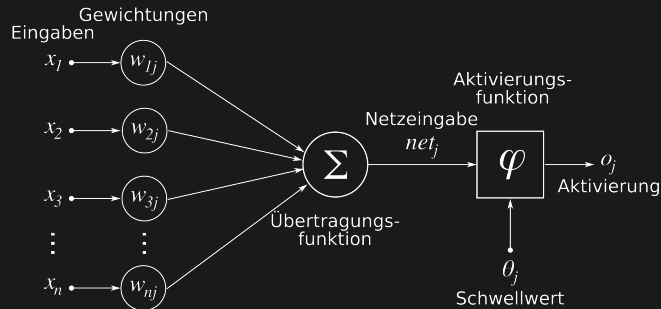 Gewichtungen
Eingaben
x₁ w₁ⱼ
x₂ w₂ⱼ
x₃ w₃ⱼ
⋮ ⋮
xₙ wₙⱼ
Σ
Übertragungs-
funktion
Netzeingabe
netⱼ
Aktivierungs-
funktion
φ
oⱼ
Aktivierung
θⱼ
Schwellwert